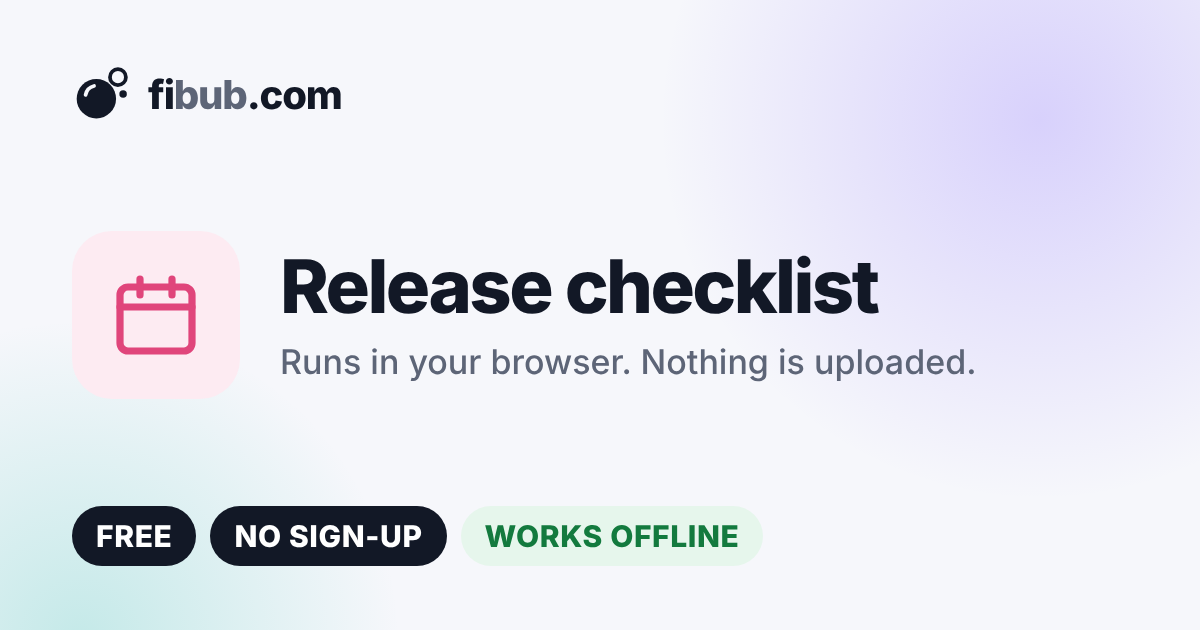 fibub.com
Release checklist
Runs in your browser. Nothing is uploaded.
FREE NO SIGN-UP WORKS OFFLINE